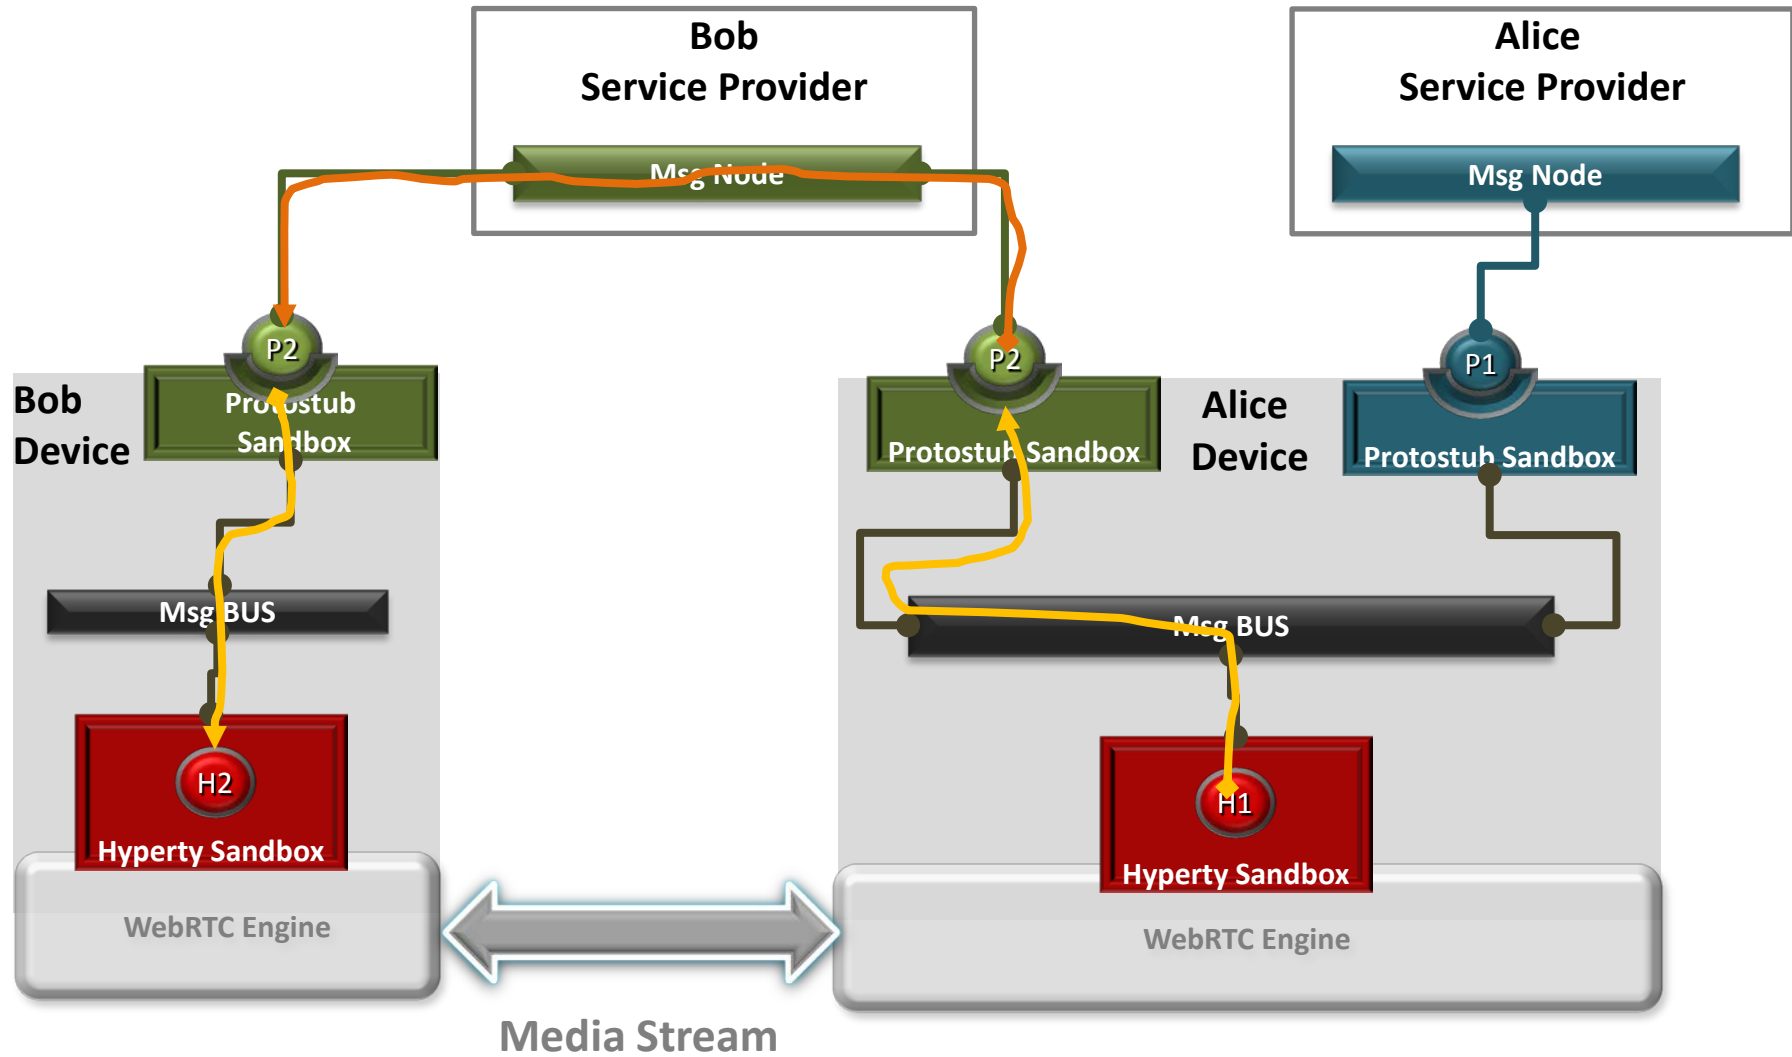 Bob
Service Provider
Msg Node
Alice
Service Provider
Msg Node
P2
P2
P1
Bob
Device
Protostub
Sandbox
Protostub Sandbox
Alice
Device
Protostub Sandbox
Msg BUS
Msg BUS
H2
Hyperty Sandbox
H1
Hyperty Sandbox
WebRTC Engine
WebRTC Engine
Media Stream